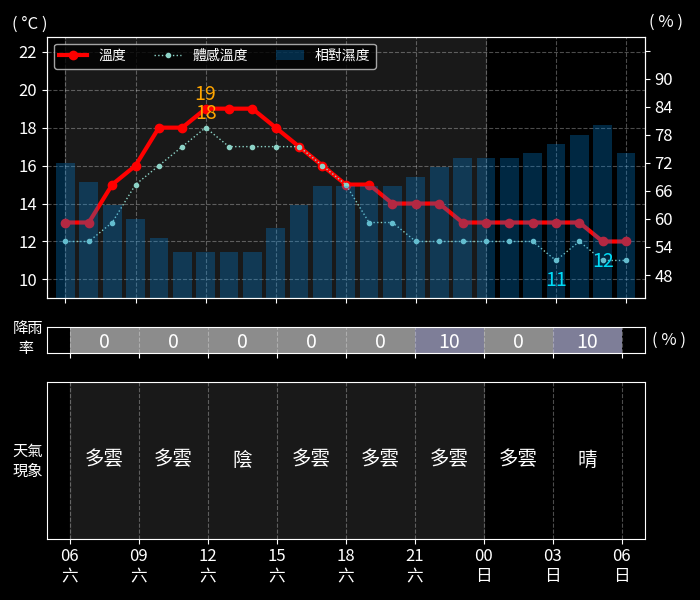 ( °C )
( % )
溫度 體感溫度 相對濕度
22
20
18
16
14
12
10
90
84
78
72
66
60
54
48
19
18
11
12
降雨
率
0 0 0 0 0 10 0 10
( % )
天氣
現象
多雲 多雲 陰 多雲 多雲 多雲 多雲 晴
06 09 12 15 18 21 00 03 06
六 六 六 六 六 六 日 日 日